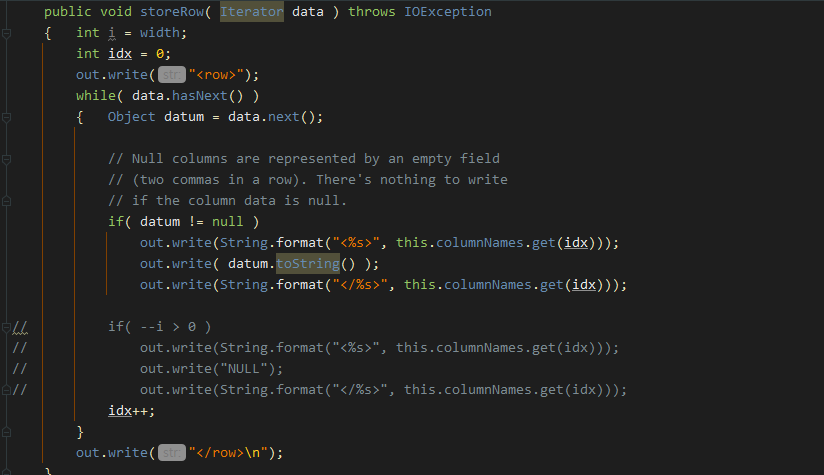 public void storeRow( Iterator data ) throws IOException
{   int i = width;
    int idx = 0;
    out.write( str: "<row>");
    while( data.hasNext() )
    {   Object datum = data.next();
        // Null columns are represented by an empty field
        // (two commas in a row). There's nothing to write
        // if the column data is null.
        if( datum != null )
            out.write(String.format("<%s>", this.columnNames.get(idx)));
            out.write( datum.toString() );
            out.write(String.format("</%s>", this.columnNames.get(idx)));
//          if( --i > 0 )
//              out.write(String.format("<%s>", this.columnNames.get(idx)));
//              out.write("NULL");
//              out.write(String.format("</%s>", this.columnNames.get(idx)));
        idx++;
    }
    out.write( str: "</row>\n");
}